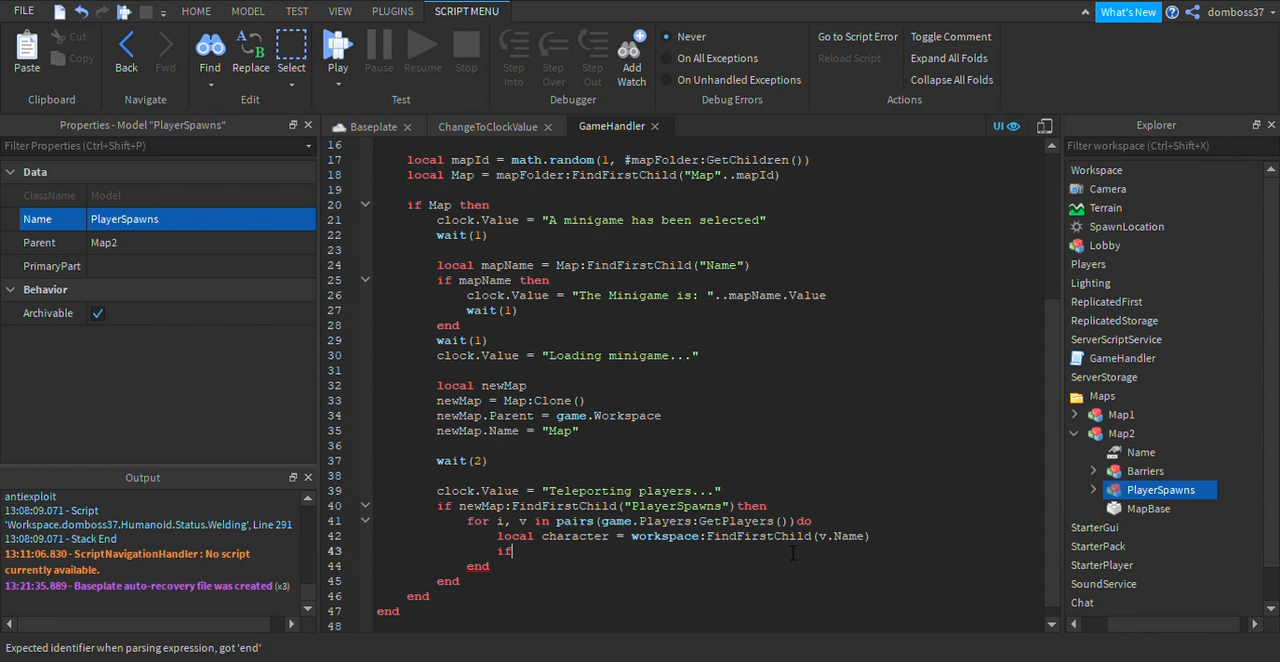 FILE HOME MODEL TEST VIEW PLUGINS SCRIPT MENU What's New domboss37
Paste Cut Copy Back Fwd Find Replace Select Play Pause Resume Stop Step Into Step Over Step Out Add Watch Never On All Exceptions On Unhandled Exceptions Go to Script Error Reload Script Toggle Comment Expand All Folds Collapse All Folds
Clipboard Navigate Edit Test Debugger Debug Errors Actions
Properties - Model "PlayerSpawns"
Filter Properties (Ctrl+Shift+P)
Data
ClassName Model
Name PlayerSpawns
Parent Map2
PrimaryPart
Behavior
Archivable
Output
antiexploit
13:08:09.071 - Script
'Workspace.domboss37.Humanoid.Status.Welding', Line 291
13:08:09.071 - Stack End
13:11:06.830 - ScriptNavigationHandler : No script
currently available.
13:21:35.889 - Baseplate auto-recovery file was created (x3)
Baseplate ChangeToClockValue GameHandler UI
16
17 local mapId = math.random(1, #mapFolder:GetChildren())
18 local Map = mapFolder:FindFirstChild("Map"..mapId)
19
20 if Map then
21 clock.Value = "A minigame has been selected"
22 wait(1)
23
24 local mapName = Map:FindFirstChild("Name")
25 if mapName then
26 clock.Value = "The Minigame is: "..mapName.Value
27 wait(1)
28 end
29 wait(1)
30 clock.Value = "Loading minigame..."
31
32 local newMap
33 newMap = Map:Clone()
34 newMap.Parent = game.Workspace
35 newMap.Name = "Map"
36
37 wait(2)
38
39 clock.Value = "Teleporting players..."
40 if newMap:FindFirstChild("PlayerSpawns")then
41 for i, v in pairs(game.Players:GetPlayers())do
42 local character = workspace:FindFirstChild(v.Name)
43 if
44 end
45 end
46 end
47 end
48
Explorer
Filter workspace (Ctrl+Shift+X)
Workspace
Camera
Terrain
SpawnLocation
Lobby
Players
Lighting
ReplicatedFirst
ReplicatedStorage
ServerScriptService
GameHandler
ServerStorage
Maps
Map1
Map2
Name
Barriers
PlayerSpawns
MapBase
StarterGui
StarterPack
StarterPlayer
SoundService
Chat
Expected identifier when parsing expression, got 'end'